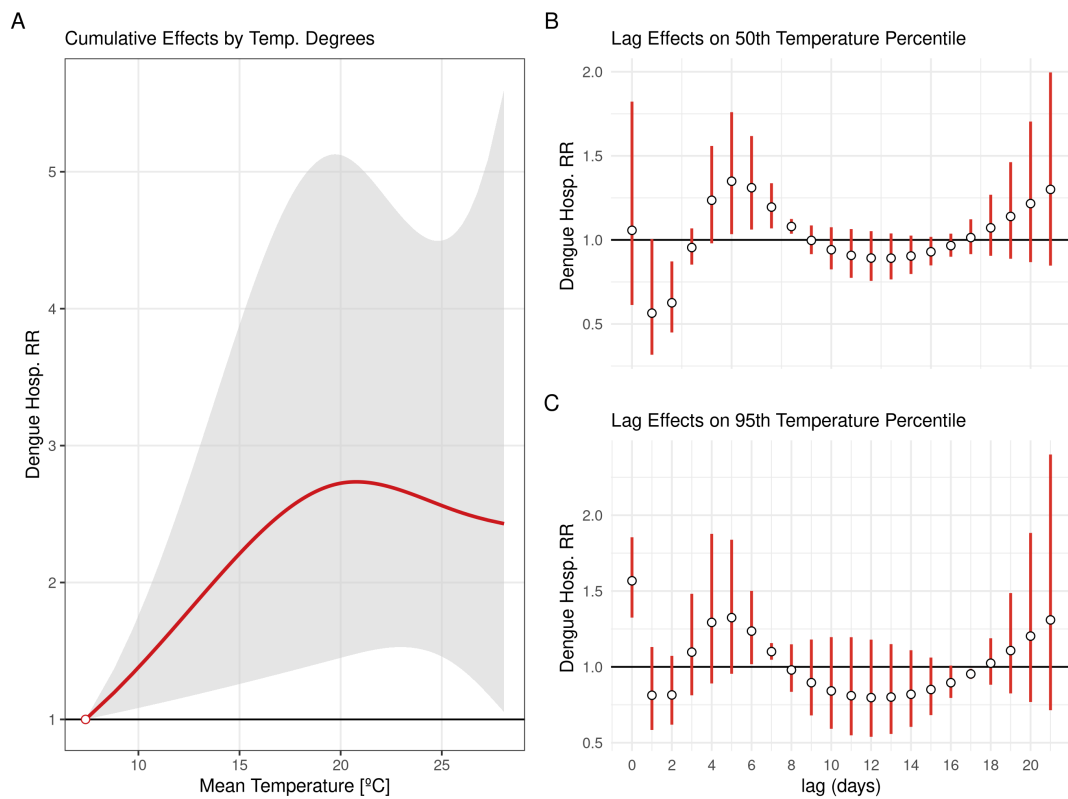 A
Cumulative Effects by Temp. Degrees
Dengue Hosp. RR
5
4
3
2
1
10 15 20 25
Mean Temperature [ºC]
B
Lag Effects on 50th Temperature Percentile
Dengue Hosp. RR
2.0
1.5
1.0
0.5
C
Lag Effects on 95th Temperature Percentile
Dengue Hosp. RR
2.0
1.5
1.0
0.5
0 2 4 6 8 10 12 14 16 18 20
lag (days)